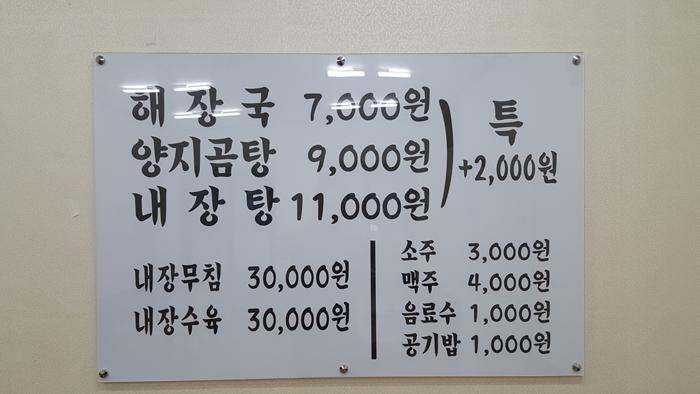 해장국 7,000원
양지곰탕 9,000원
내장탕 11,000원
특
+2,000원
내장무침 30,000원
내장수육 30,000원
소주 3,000원
맥주 4,000원
음료수 1,000원
공기밥 1,000원